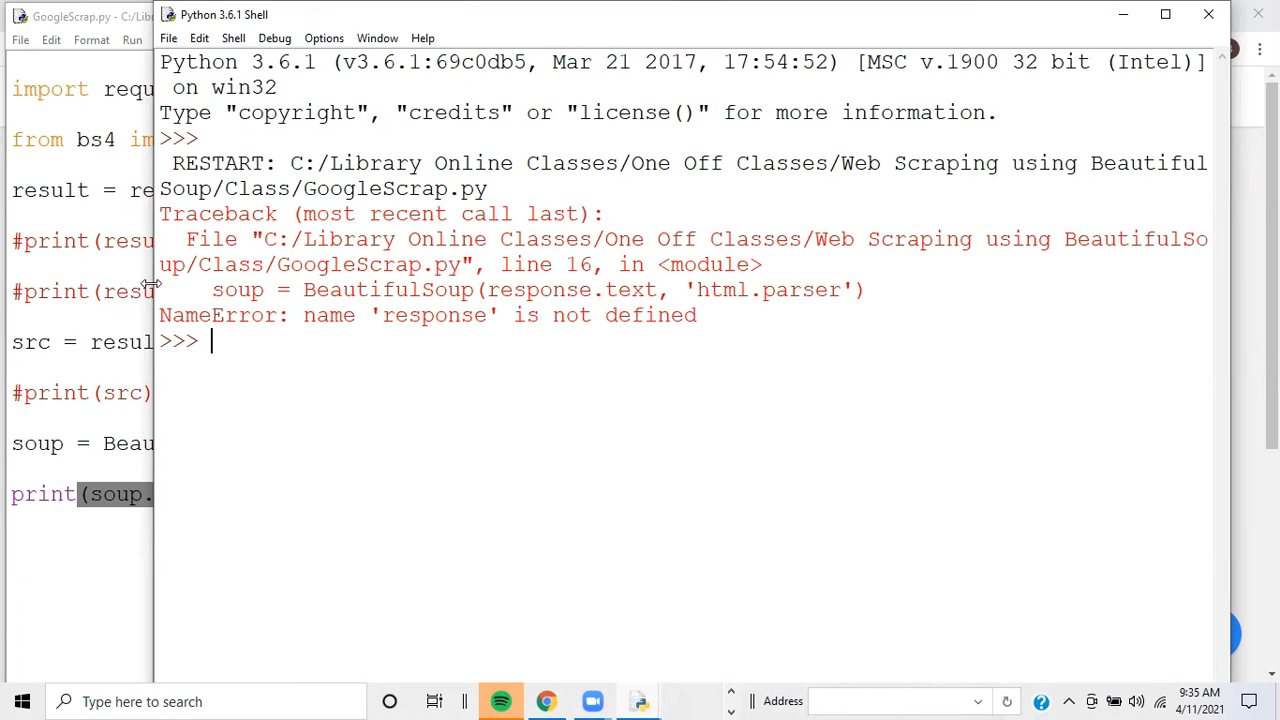 GoogleScrap.py - C:/Libr
File Edit Format Run
import requ
from bs4 im
result = re
#print(resu
#print(resu
src = resul
#print(src)
soup = Beau
print(soup.
Python 3.6.1 Shell
File Edit Shell Debug Options Window Help
Python 3.6.1 (v3.6.1:69c0db5, Mar 21 2017, 17:54:52) [MSC v.1900 32 bit (Intel)]
on win32
Type "copyright", "credits" or "license()" for more information.
>>>
RESTART: C:/Library Online Classes/One Off Classes/Web Scraping using Beautiful
Soup/Class/GoogleScrap.py
Traceback (most recent call last):
File "C:/Library Online Classes/One Off Classes/Web Scraping using BeautifulSo
up/Class/GoogleScrap.py", line 16, in <module>
soup = BeautifulSoup(response.text, 'html.parser')
NameError: name 'response' is not defined
>>>
Type here to search
Address
9:35 AM
4/11/2021